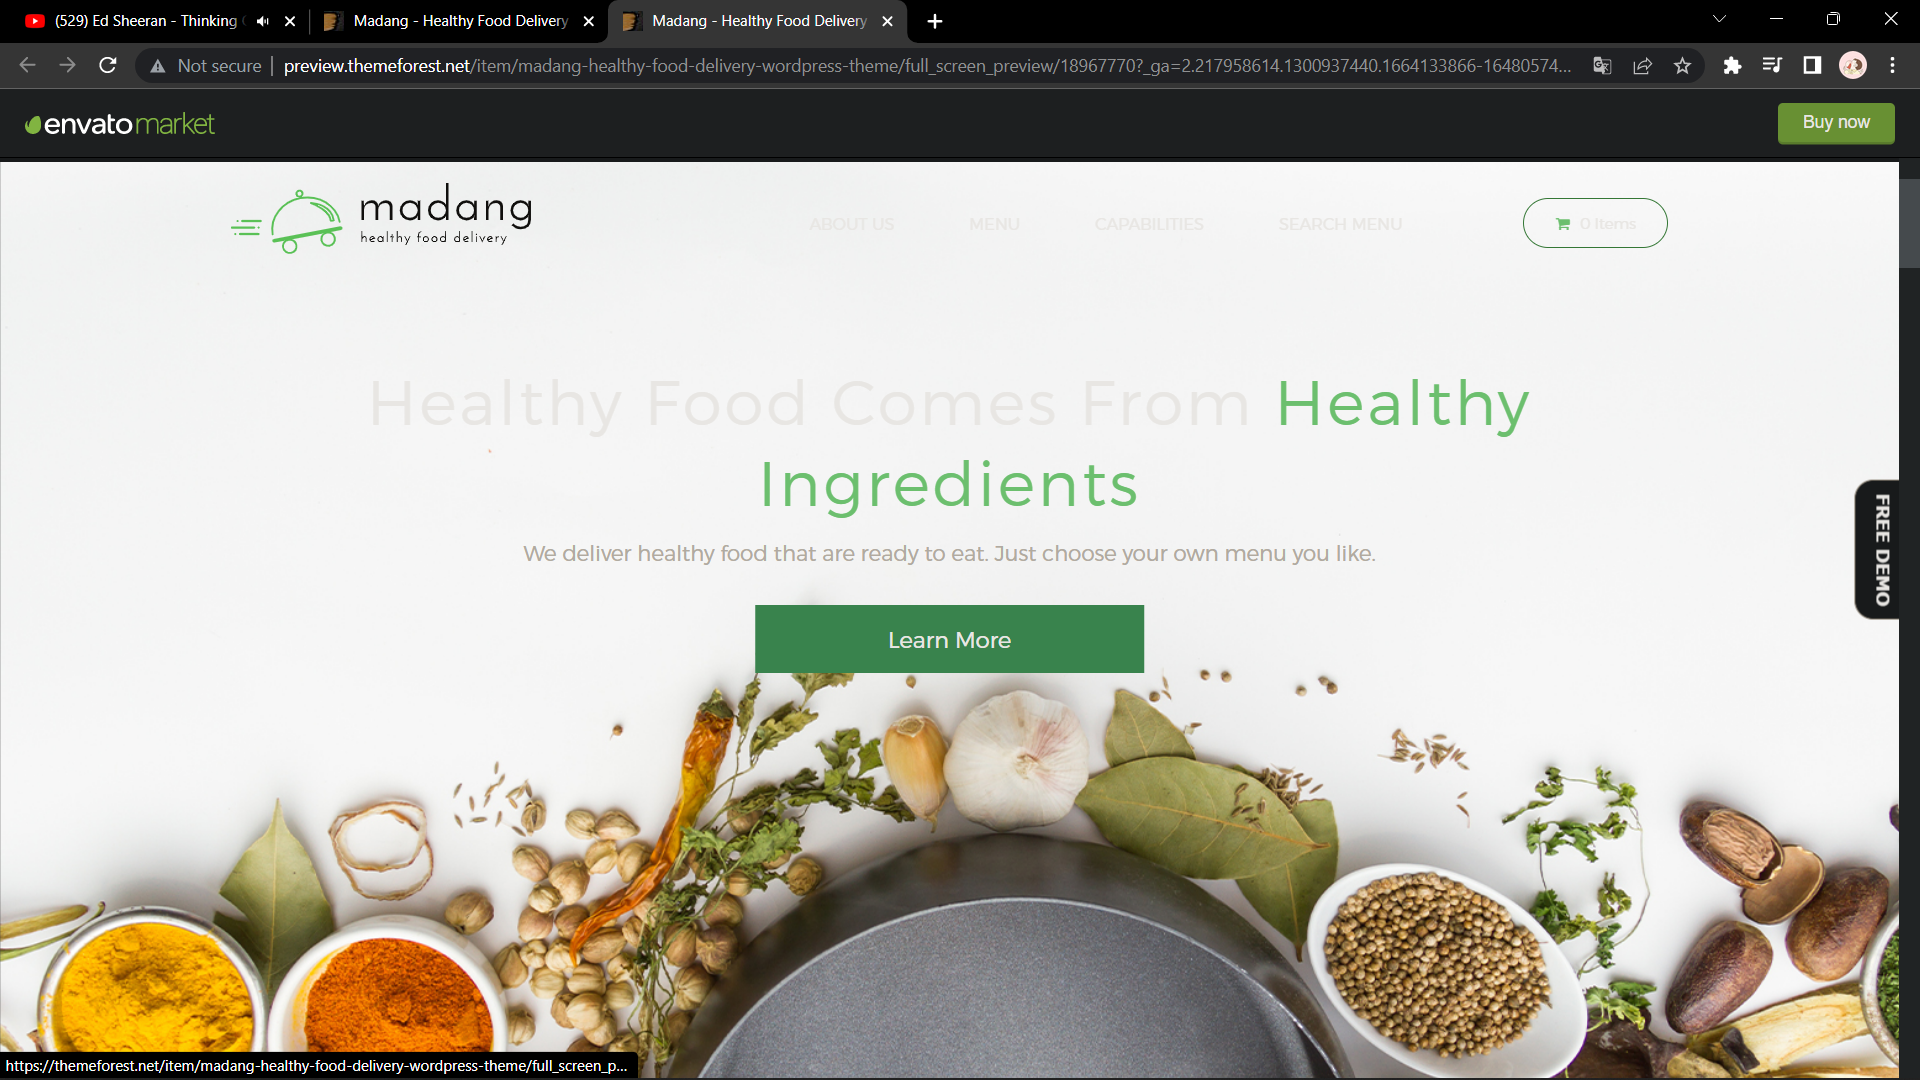 (529) Ed Sheeran - Thinking
Madang - Healthy Food Delivery
Madang - Healthy Food Delivery
Not secure
preview.themeforest.net/item/madang-healthy-food-delivery-wordpress-theme/full_screen_preview/18967770?_ga=2.217958614.1300937440.1664133866-16480574...
envatomarket
Buy now
madang
healthy food delivery
ABOUT US
MENU
CAPABILITIES
SEARCH MENU
0 Items
Healthy Food Comes From Healthy
Ingredients
We deliver healthy food that are ready to eat. Just choose your own menu you like.
Learn More
FREE DEMO
https://themeforest.net/item/madang-healthy-food-delivery-wordpress-theme/full_screen_p...